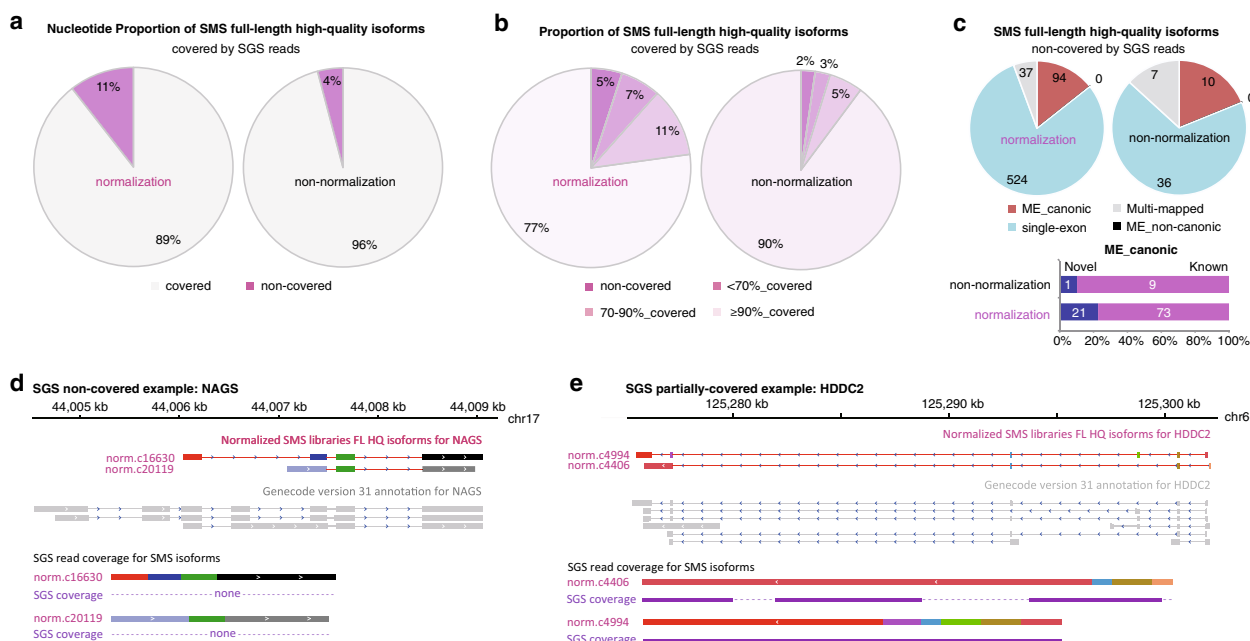 a
Nucleotide Proportion of SMS full-length high-quality isoforms
covered by SGS reads
11%
normalization
89%
4%
non-normalization
96%
covered
non-covered
b
Proportion of SMS full-length high-quality isoforms
covered by SGS reads
5%
7%
11%
normalization
77%
2%
3%
5%
non-normalization
90%
non-covered
<70%_covered
70-90%_covered
≥90%_covered
c
SMS full-length high-quality isoforms
non-covered by SGS reads
37
94
0
normalization
524
7
10
non-normalization
36
ME_canonic
Multi-mapped
single-exon
ME_non-canonic
ME_canonic
Novel
Known
non-normalization
1
9
normalization
21
73
0% 20% 40% 60% 80% 100%
d
SGS non-covered example: NAGS
44,005 kb 44,006 kb 44,007 kb 44,008 kb 44,009 kb
chr17
Normalized SMS libraries FL HQ isoforms for NAGS
norm.c16630
norm.c20119
Genecode version 31 annotation for NAGS
SGS read coverage for SMS isoforms
norm.c16630
SGS coverage
none
norm.c20119
SGS coverage
none
e
SGS partially-covered example: HDDC2
125,280 kb 125,290 kb 125,300 kb
chr6
Normalized SMS libraries FL HQ isoforms for HDDC2
norm.c4994
norm.c4406
Genecode version 31 annotation for HDDC2
SGS read coverage for SMS isoforms
norm.c4406
SGS coverage
norm.c4994
SGS coverage